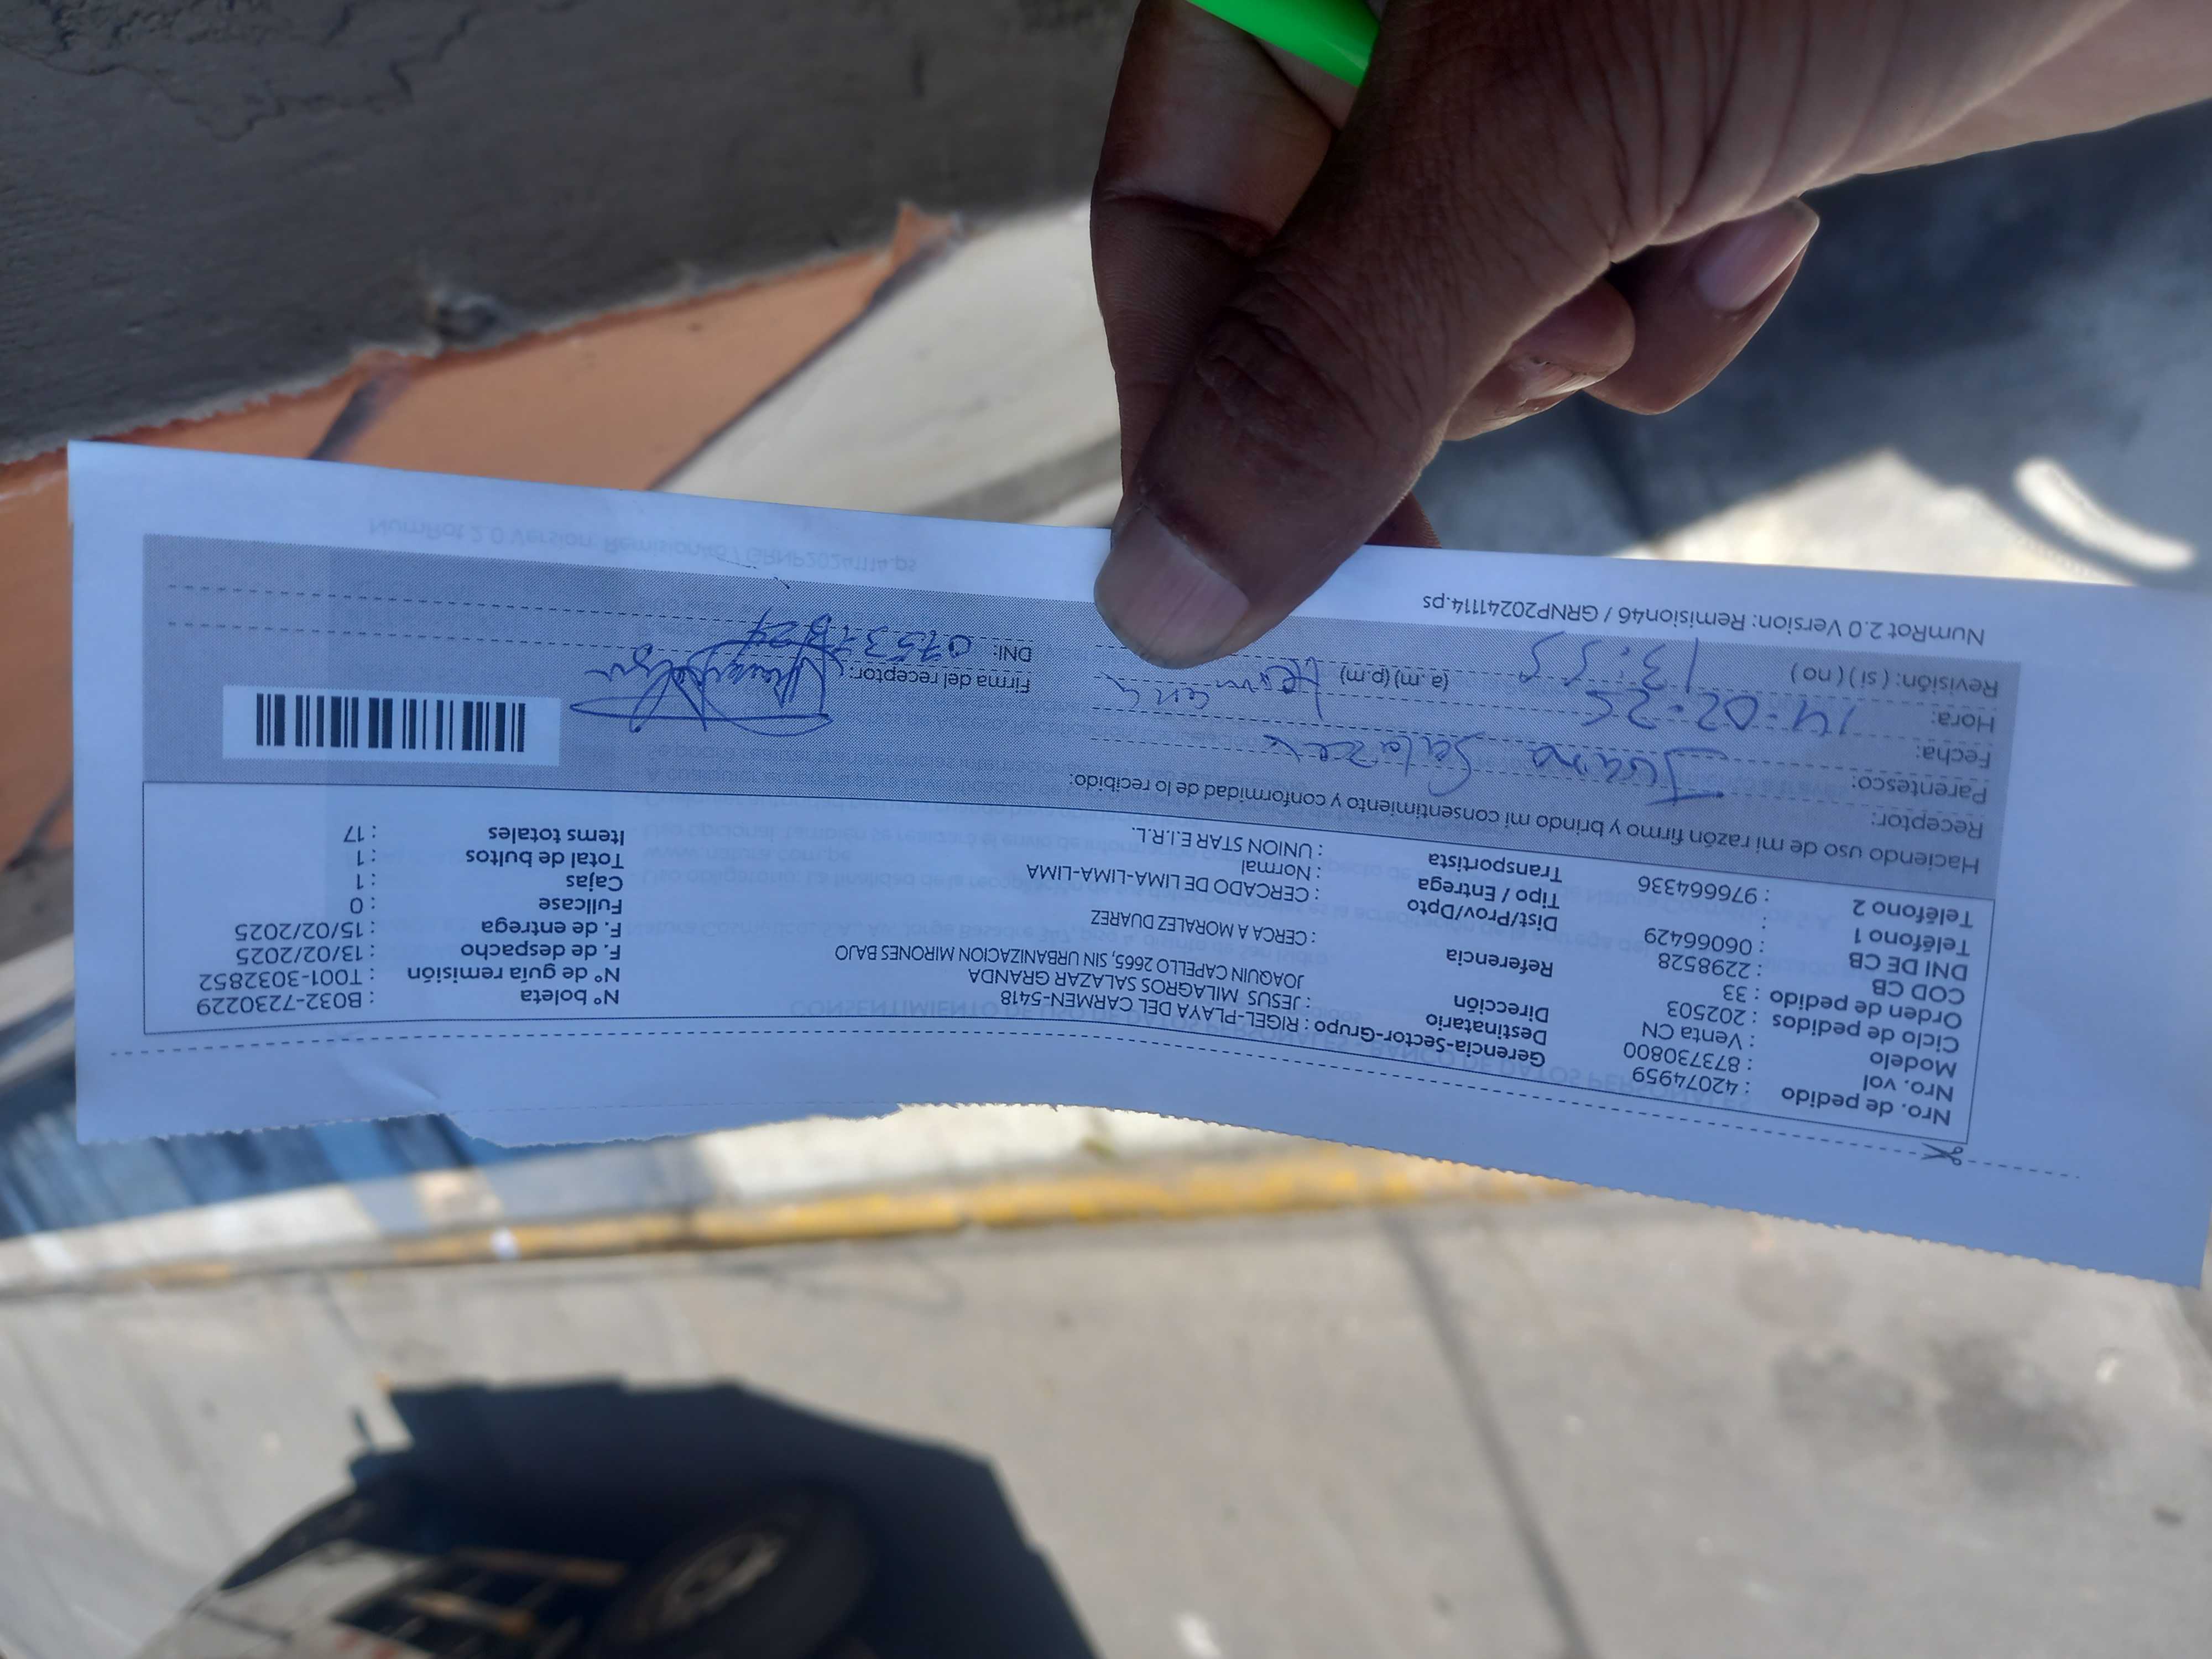 Nro. de pedido : 42074959
Nro. vol : 87370800
Modelo : Venta CN
Ciclo de pedidos : 202503
Orden de pedido : 33
COD CB : 2298528
DNI DE CB : 06066429
Teléfono 1 :
Teléfono 2 : 976664336
Gerencia-Sector-Grupo : RIGEL-PLAYA DEL CARMEN-5418
Destinatario : JESUS MILAGROS SALAZAR GRANDA
Dirección JOAQUIN CAPELLO 2665, SIN URBANIZACION MIRONES BAJO
Referencia : CERCA A MORALEZ DUAREZ
Dist/Prov/Dpto : CERCADO DE LIMA-LIMA-LIMA
Tipo / Entrega : Normal
Transportista : UNION STAR E.I.R.L.
Nº boleta : B032-7230229
Nº de guía remisión : T001-3032852
F. de despacho : 13/02/2025
F. de entrega : 15/02/2025
Fullcase : 0
Cajas : 1
Total de bultos : 1
Items totales : 17
Haciendo uso de mi razón firmo y brindo mi consentimiento y conformidad de lo recibido:
Receptor: Juana Salazar
Parentesco: Hermana
Fecha: 14-02-25
Hora: 13:55 (a.m) (p.m)
Revisión: ( si ) ( no )
Firma del receptor:
DNI:
NumRot 2.0 Version: Remision46 / GRNP20241114.ps